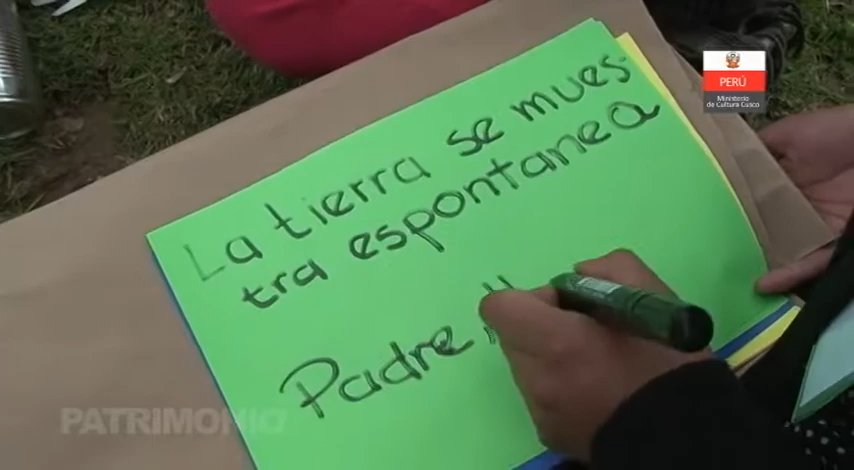 PERÚ
Ministerio
de Cultura Cusco
La tierra se mues-
tra espontanea
Padre
PATRIMONIO